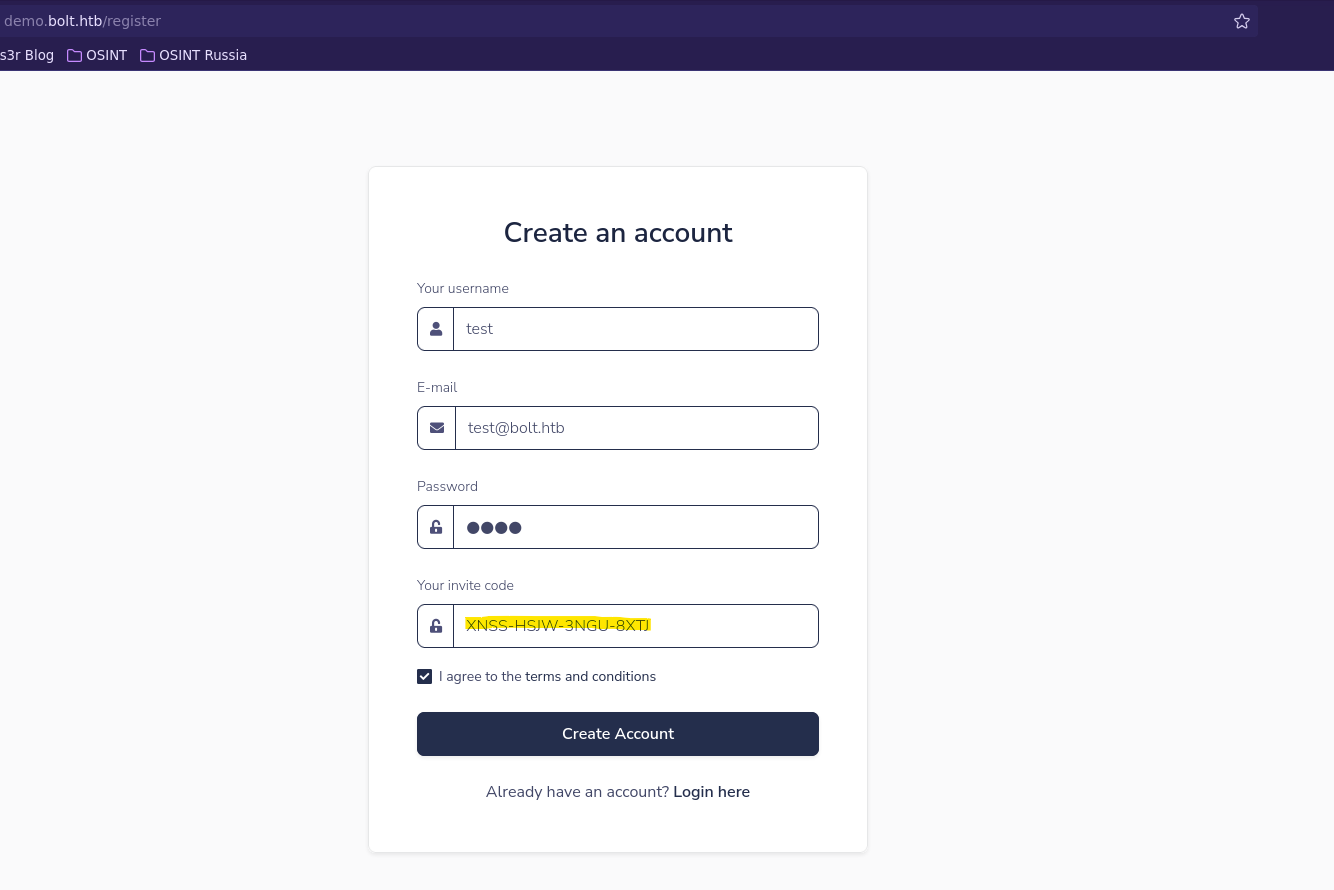 demo.bolt.htb/register
s3r Blog OSINT OSINT Russia
Create an account
Your username
test
E-mail
test@bolt.htb
Password
●●●●
Your invite code
XNSS-HSJW-3NGU-8XTJ
I agree to the terms and conditions
Create Account
Already have an account? Login here